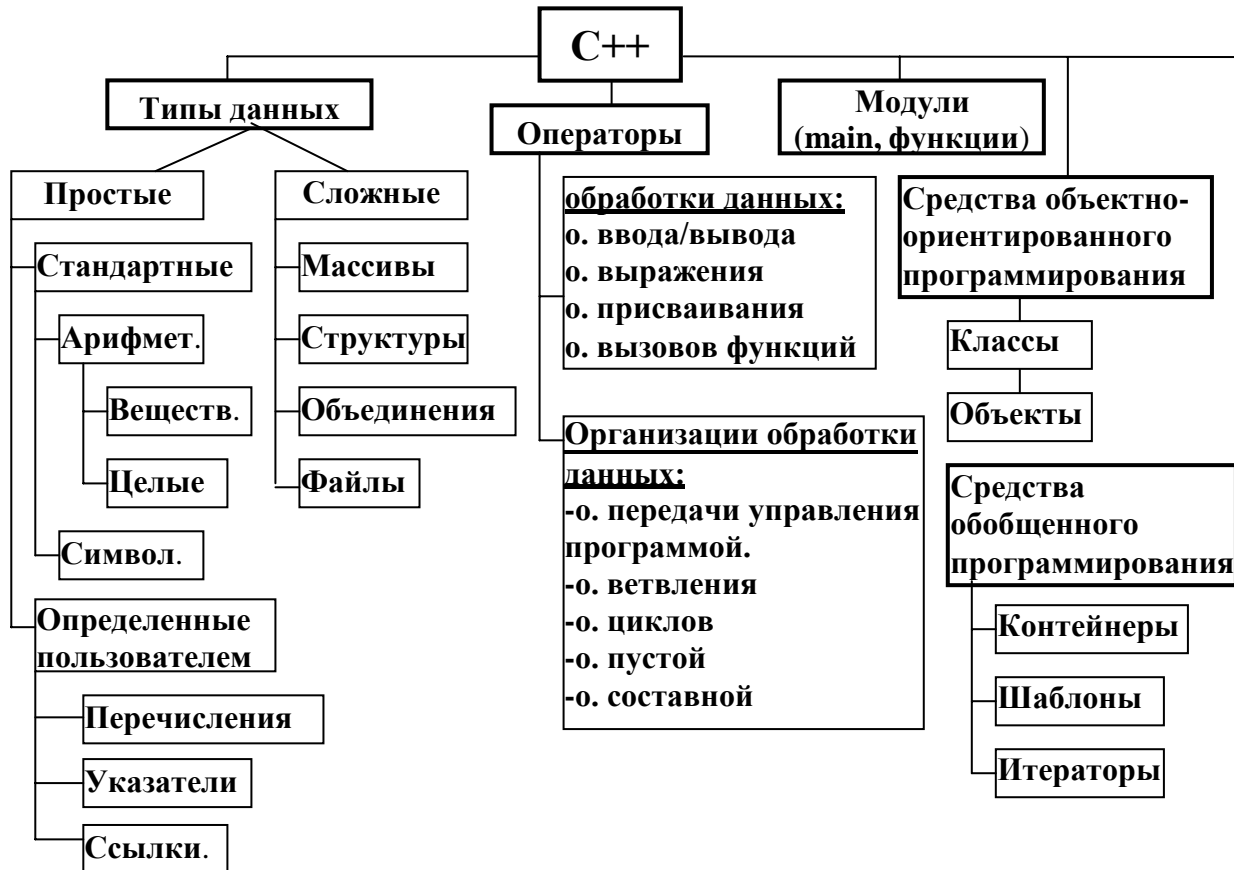 C++
Типы данных
Операторы
Модули
(main, функции)
Простые
Сложные
Стандартные
Арифмет.
Веществ.
Целые
Символ.
Определенные
пользователем
Перечисления
Указатели
Ссылки.
Массивы
Структуры
Объединения
Файлы
обработки данных:
о. ввода/вывода
о. выражения
о. присваивания
о. вызовов функций
Организации обработки
данных:
-о. передачи управления
программой.
-о. ветвления
-о. циклов
-о. пустой
-о. составной
Средства объектно-
ориентированного
программирования
Классы
Объекты
Средства
обобщенного
программирования
Контейнеры
Шаблоны
Итераторы